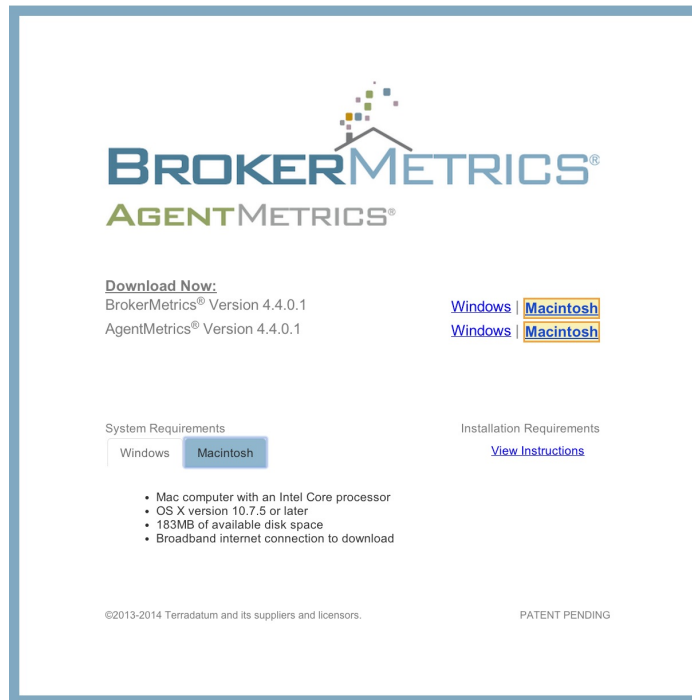 BROKERMETRICS®
AGENTMETRICS®
Download Now:
BrokerMetrics® Version 4.4.0.1 Windows | Macintosh
AgentMetrics® Version 4.4.0.1 Windows | Macintosh
System Requirements Installation Requirements
Windows Macintosh View Instructions
• Mac computer with an Intel Core processor
• OS X version 10.7.5 or later
• 183MB of available disk space
• Broadband internet connection to download
©2013-2014 Terradatum and its suppliers and licensors. PATENT PENDING